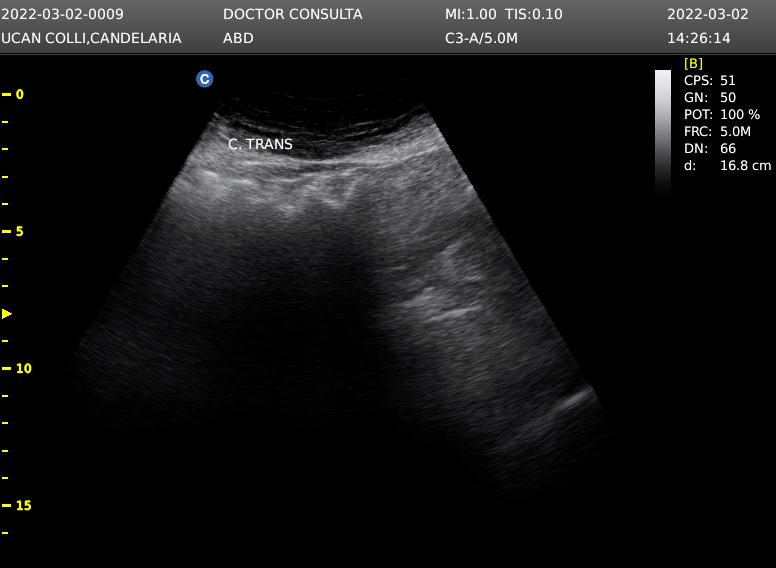 2022-03-02-0009 DOCTOR CONSULTA MI:1.00 TIS:0.10 2022-03-02
UCAN COLLI,CANDELARIA ABD C3-A/5.0M 14:26:14
[B]
C
CPS: 51
0
GN: 50
POT: 100 %
FRC: 5.0M
C. TRANS
DN: 66
d: 16.8 cm
5
10
15